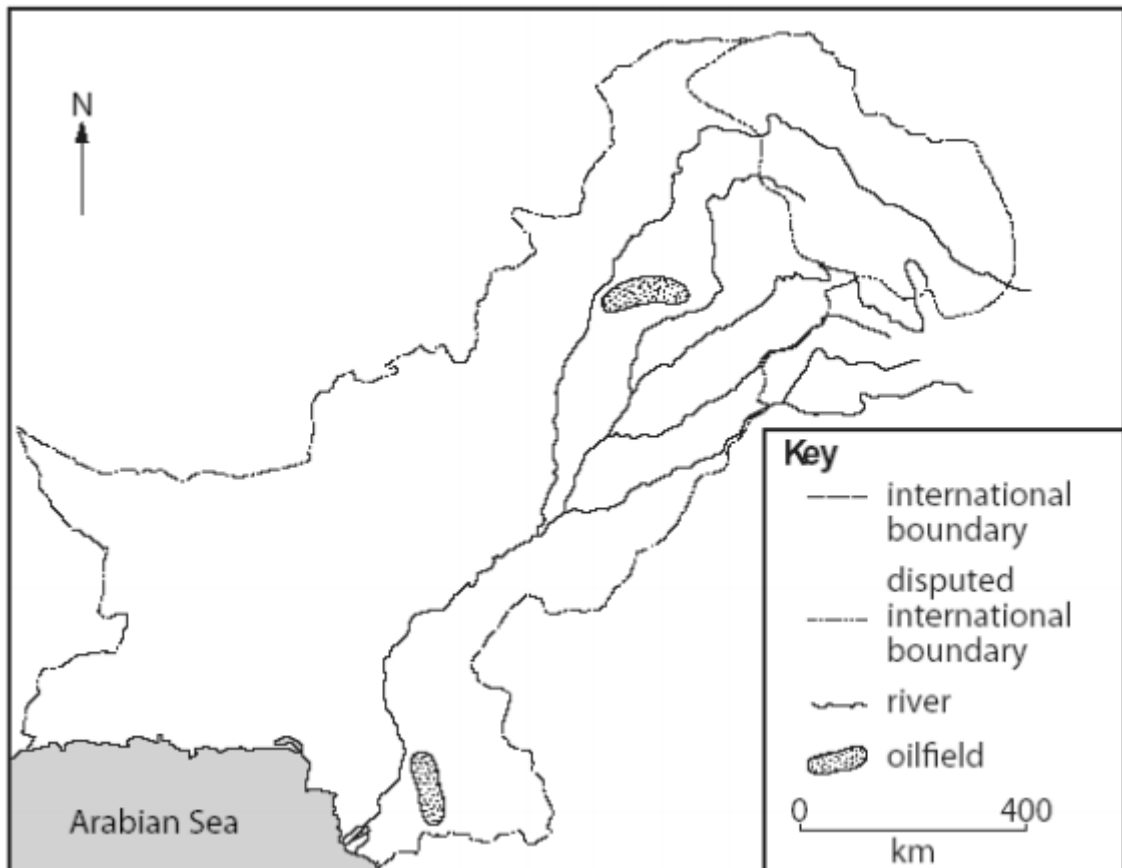 N
Arabian Sea
Key
international
boundary
disputed
international
boundary
river
oilfield
0 400
km